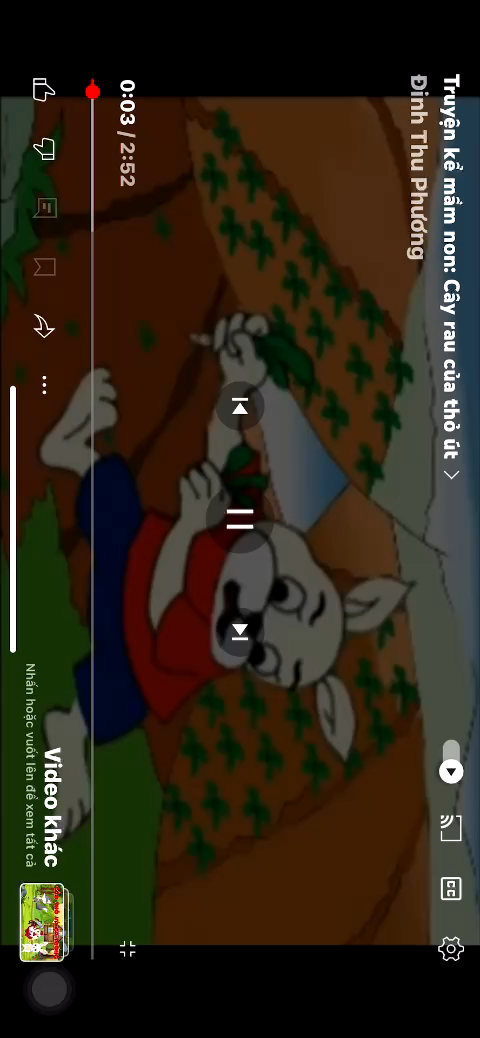 Truyện kể mầm non: Cây rau của thỏ út
Đinh Thu Phương
CC
0:03 / 2:52
Video khác
Nhấn hoặc vuốt lên để xem tất cả